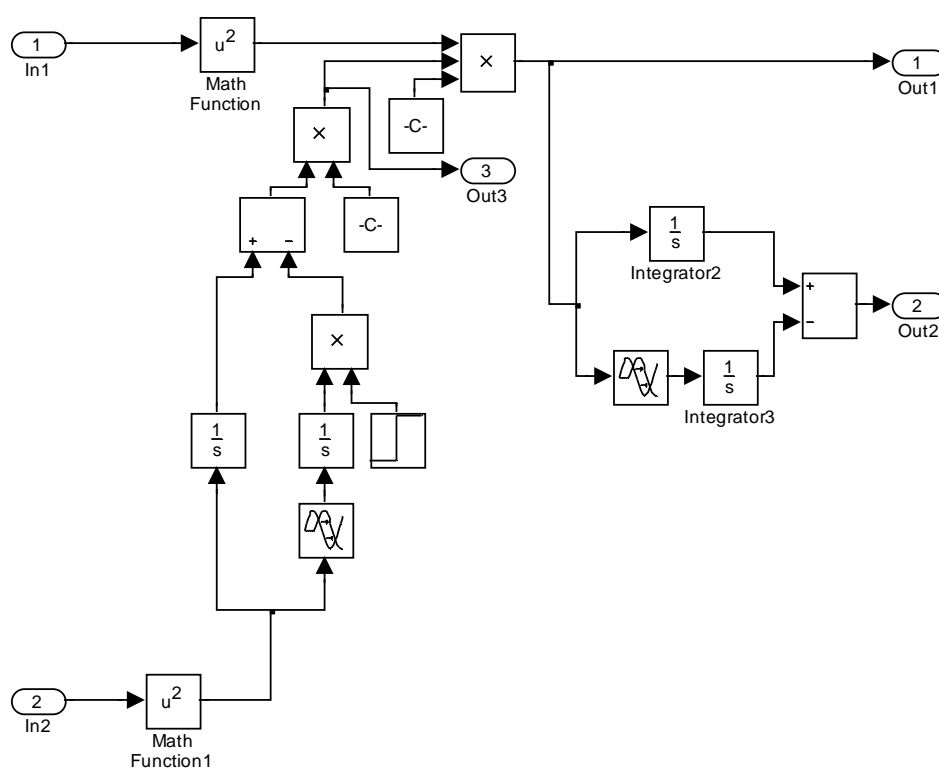 1
In1
u2
Math
Function
×
1
Out1
-C-
×
3
Out3
-C-
+ −
1
s
Integrator2
+
−
2
Out2
1
s
Integrator3
×
1
s
1
s
2
In2
u2
Math
Function1